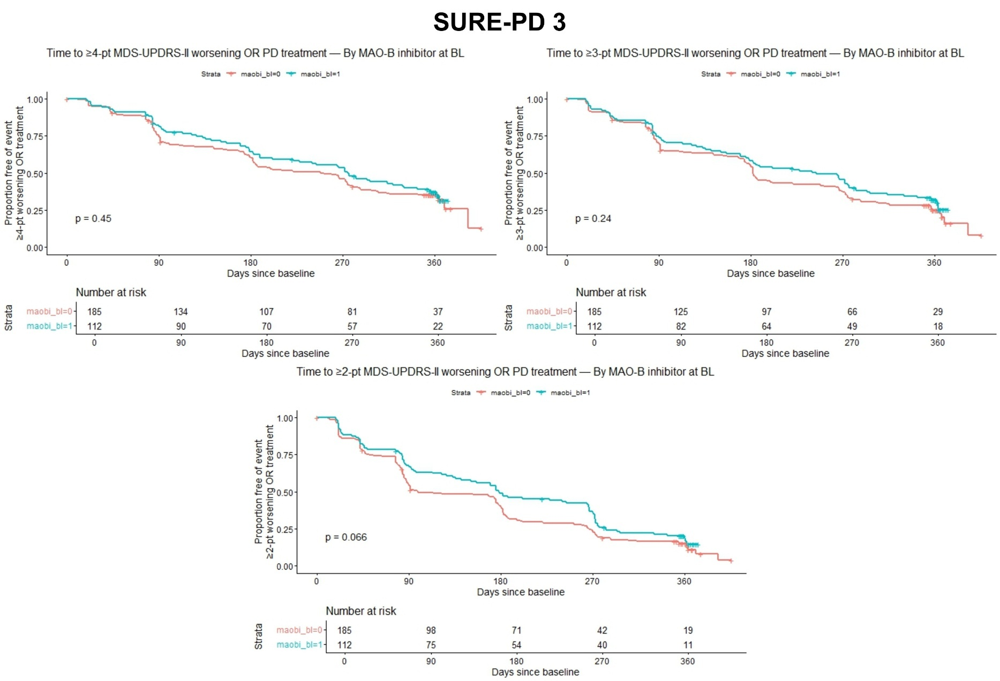 SURE-PD 3
Time to ≥4-pt MDS-UPDRS-II worsening OR PD treatment — By MAO-B inhibitor at BL
Strata maobi_bl=0 maobi_bl=1
Proportion free of event
≥4-pt worsening OR treatment
1.00
0.75
0.50
0.25
0.00
p = 0.45
0 90 180 270 360
Days since baseline
Number at risk
Strata
maobi_bl=0 185 134 107 81 37
maobi_bl=1 112 90 70 57 22
0 90 180 270 360
Days since baseline
Time to ≥3-pt MDS-UPDRS-II worsening OR PD treatment — By MAO-B inhibitor at BL
Strata maobi_bl=0 maobi_bl=1
Proportion free of event
≥3-pt worsening OR treatment
1.00
0.75
0.50
0.25
0.00
p = 0.24
0 90 180 270 360
Days since baseline
Number at risk
Strata
maobi_bl=0 185 125 97 66 29
maobi_bl=1 112 82 64 49 18
0 90 180 270 360
Days since baseline
Time to ≥2-pt MDS-UPDRS-II worsening OR PD treatment — By MAO-B inhibitor at BL
Strata maobi_bl=0 maobi_bl=1
Proportion free of event
≥2-pt worsening OR treatment
1.00
0.75
0.50
0.25
0.00
p = 0.066
0 90 180 270 360
Days since baseline
Number at risk
Strata
maobi_bl=0 185 98 71 42 19
maobi_bl=1 112 75 54 40 11
0 90 180 270 360
Days since baseline